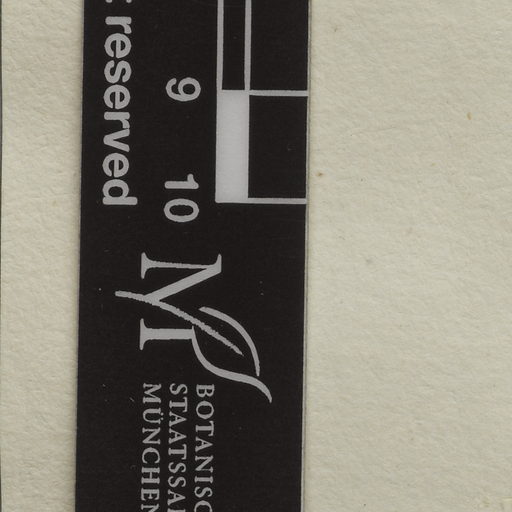 reserved
9 10
BOTANISC
STAATSSA
MÜNCHEN